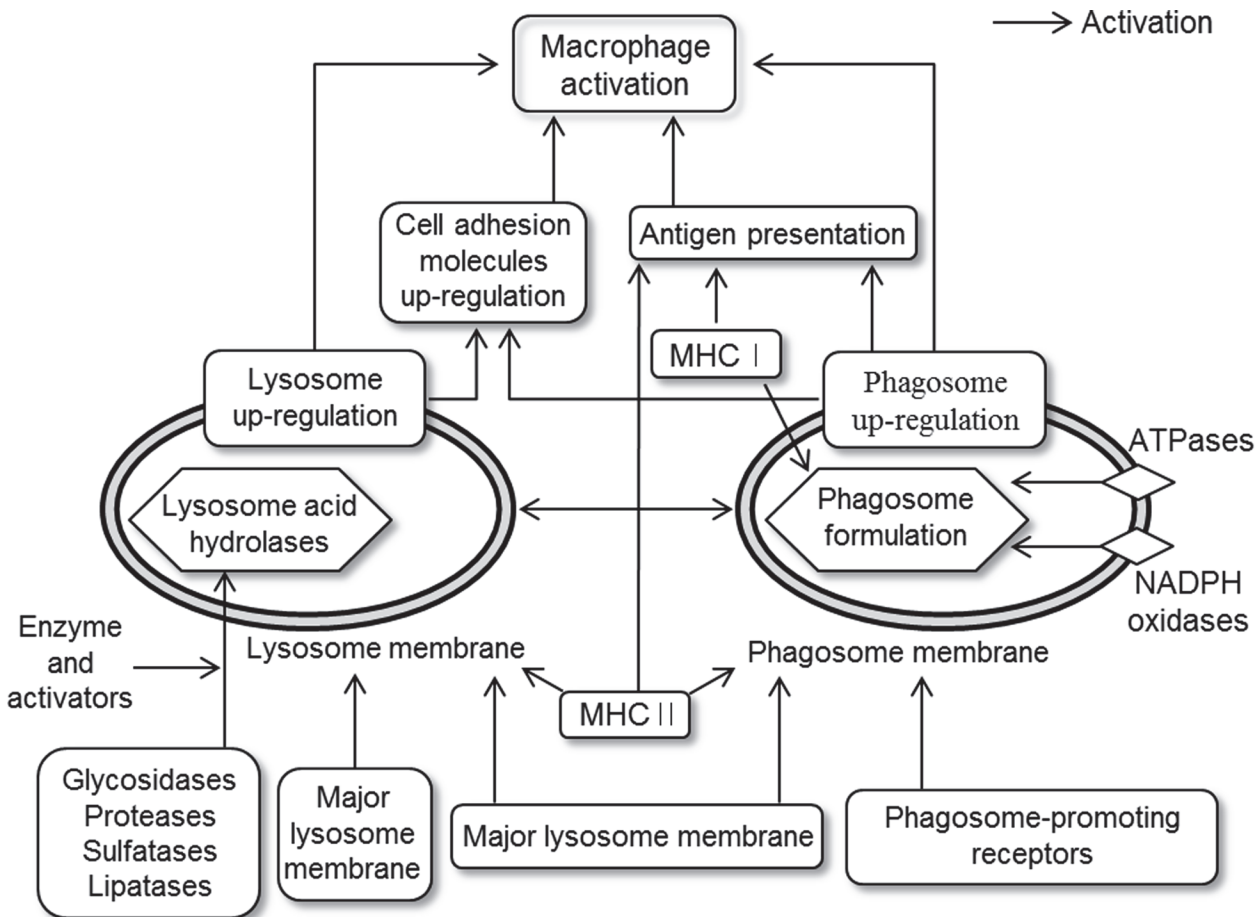 Activation
Macrophage
activation
Cell adhesion
molecules
up-regulation
Antigen presentation
MHC I
Lysosome
up-regulation
Phagosome
up-regulation
ATPases
Lysosome acid
hydrolases
Phagosome
formulation
NADPH
oxidases
Enzyme
and
activators
Lysosome membrane
Phagosome membrane
MHC II
Glycosidases
Proteases
Sulfatases
Lipatases
Major
lysosome
membrane
Major lysosome membrane
Phagosome-promoting
receptors